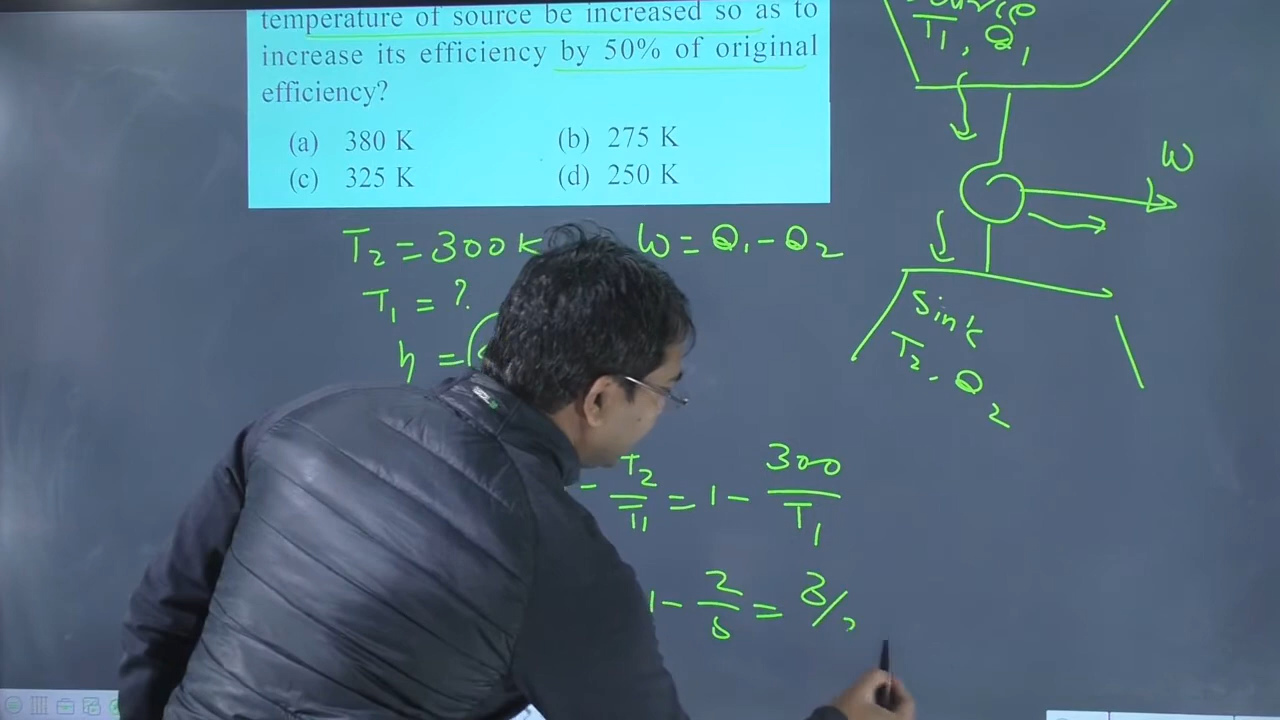 temperature of source be increased so as to
increase its efficiency by 50% of original
efficiency?
(a) 380 K (b) 275 K
(c) 325 K (d) 250 K
T₁, Q₁
W
T₂ = 300 K W = Q₁ - Q₂
T₁ = ?
η =
Sink
T₂, Q₂
- T₂/T₁ = 1 - 300/T₁
1 - 2/5 = 3/